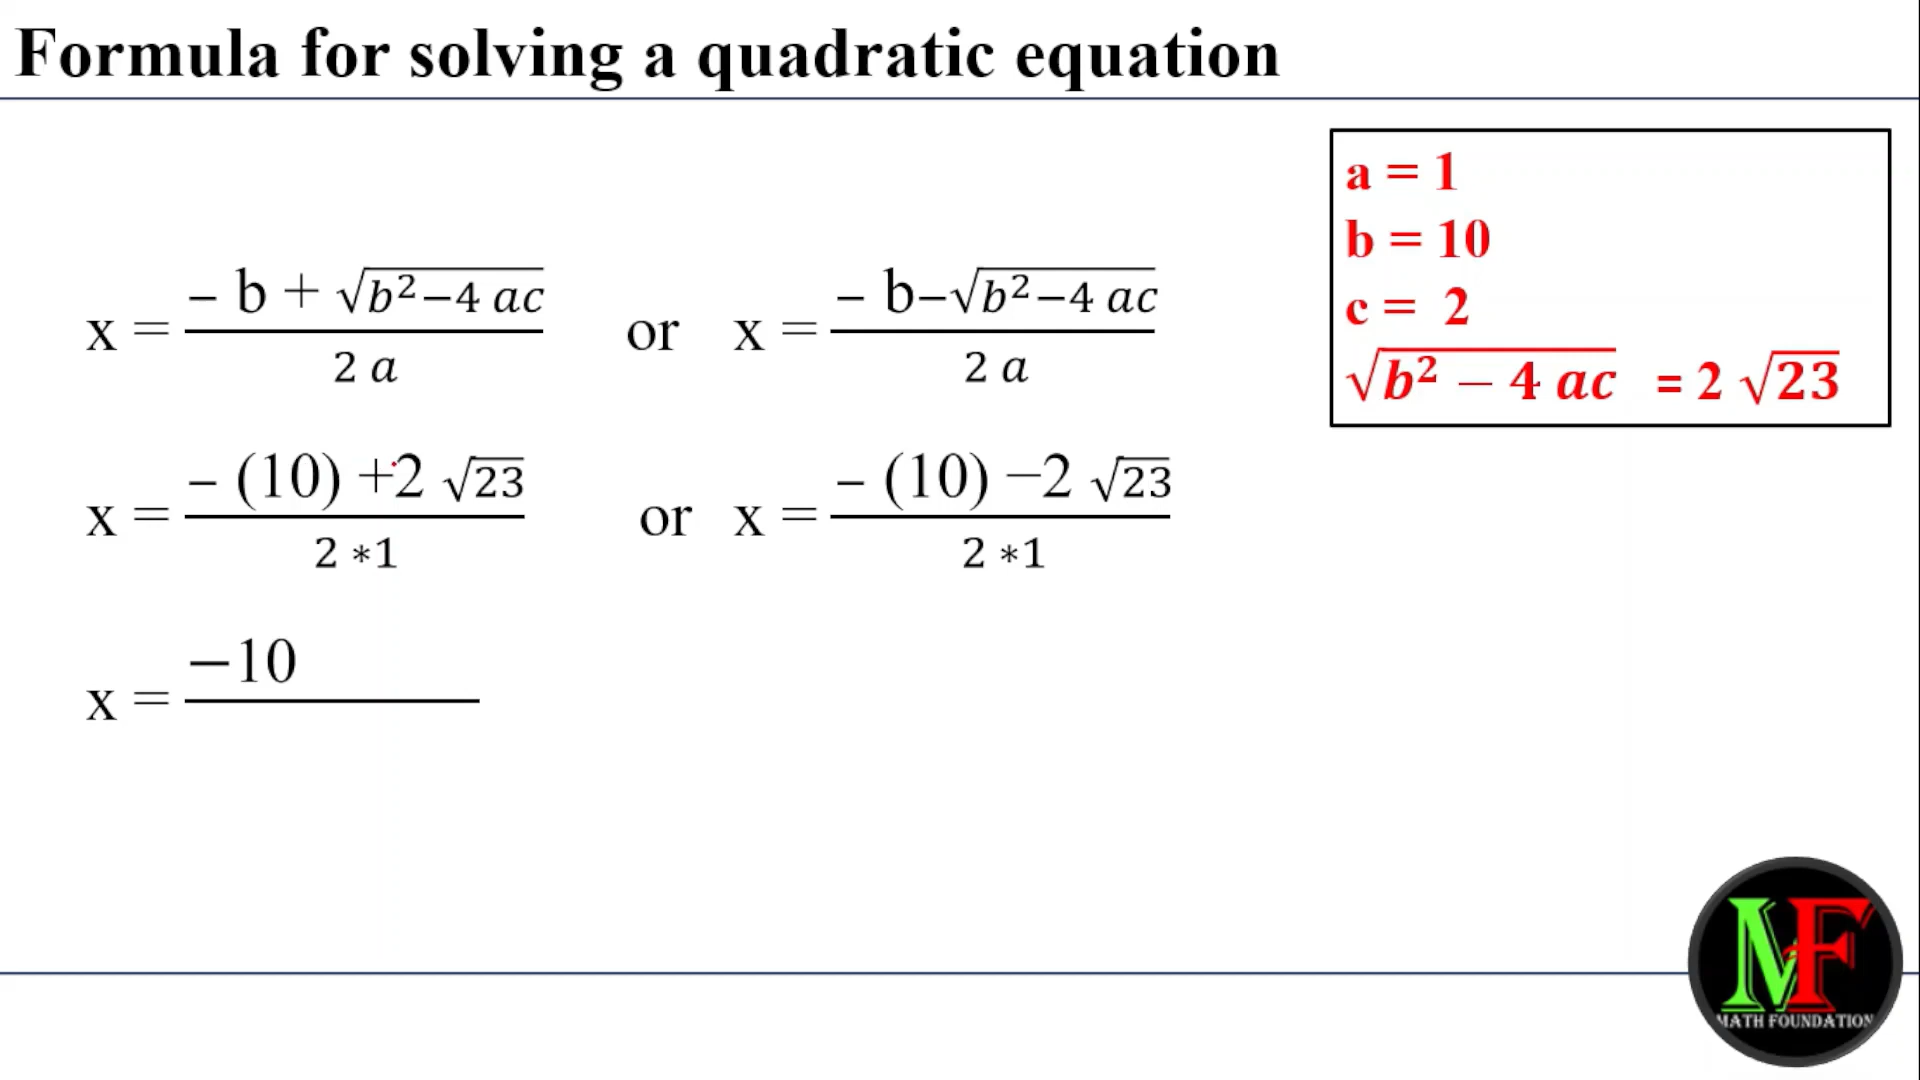 Formula for solving a quadratic equation
a = 1
b = 10
c = 2
√(b² − 4 ac) = 2 √23
x = (− b + √(b²−4 ac)) / (2 a) or x = (− b−√(b²−4 ac)) / (2 a)
x = (− (10) +2 √23) / (2 *1) or x = (− (10) −2 √23) / (2 *1)
x = −10
MF
MATH FOUNDATION